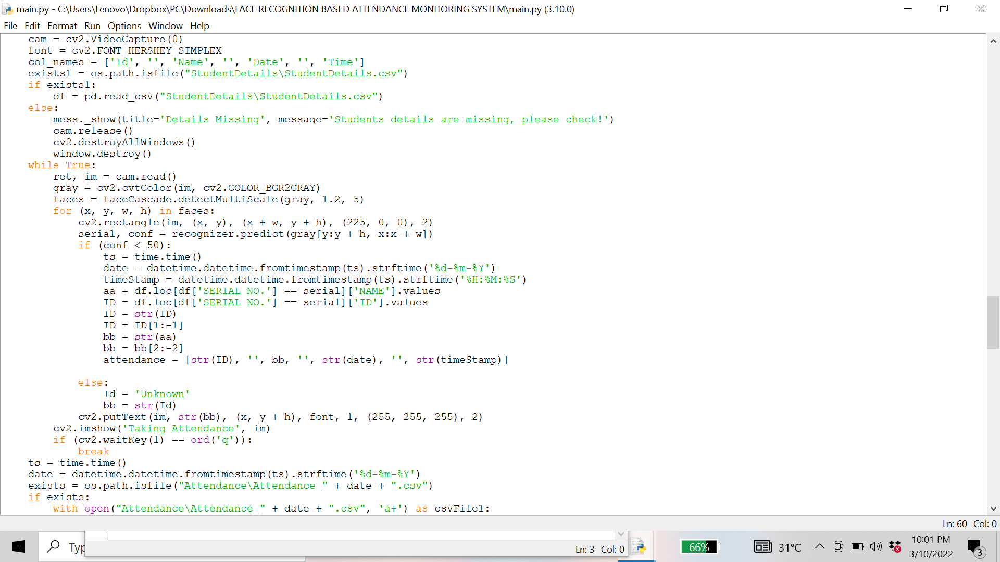 main.py - C:\Users\Lenovo\Dropbox\PC\Downloads\FACE RECOGNITION BASED ATTENDANCE MONITORING SYSTEM\main.py (3.10.0)
File Edit Format Run Options Window Help
    cam = cv2.VideoCapture(0)
    font = cv2.FONT_HERSHEY_SIMPLEX
    col_names = ['Id', '', 'Name', '', 'Date', '', 'Time']
    exists1 = os.path.isfile("StudentDetails\StudentDetails.csv")
    if exists1:
        df = pd.read_csv("StudentDetails\StudentDetails.csv")
    else:
        mess._show(title='Details Missing', message='Students details are missing, please check!')
        cam.release()
        cv2.destroyAllWindows()
        window.destroy()
    while True:
        ret, im = cam.read()
        gray = cv2.cvtColor(im, cv2.COLOR_BGR2GRAY)
        faces = faceCascade.detectMultiScale(gray, 1.2, 5)
        for (x, y, w, h) in faces:
            cv2.rectangle(im, (x, y), (x + w, y + h), (225, 0, 0), 2)
            serial, conf = recognizer.predict(gray[y:y + h, x:x + w])
            if (conf < 50):
                ts = time.time()
                date = datetime.datetime.fromtimestamp(ts).strftime('%d-%m-%Y')
                timeStamp = datetime.datetime.fromtimestamp(ts).strftime('%H:%M:%S')
                aa = df.loc[df['SERIAL NO.'] == serial]['NAME'].values
                ID = df.loc[df['SERIAL NO.'] == serial]['ID'].values
                ID = str(ID)
                ID = ID[1:-1]
                bb = str(aa)
                bb = bb[2:-2]
                attendance = [str(ID), '', bb, '', str(date), '', str(timeStamp)]
            else:
                Id = 'Unknown'
                bb = str(Id)
            cv2.putText(im, str(bb), (x, y + h), font, 1, (255, 255, 255), 2)
        cv2.imshow('Taking Attendance', im)
        if (cv2.waitKey(1) == ord('q')):
            break
    ts = time.time()
    date = datetime.datetime.fromtimestamp(ts).strftime('%d-%m-%Y')
    exists = os.path.isfile("Attendance\Attendance_" + date + ".csv")
    if exists:
        with open("Attendance\Attendance_" + date + ".csv", 'a+') as csvFile1:
Ln: 60 Col: 0
Typ
Ln: 3 Col: 0
66%
31°C
10:01 PM
3/10/2022
3